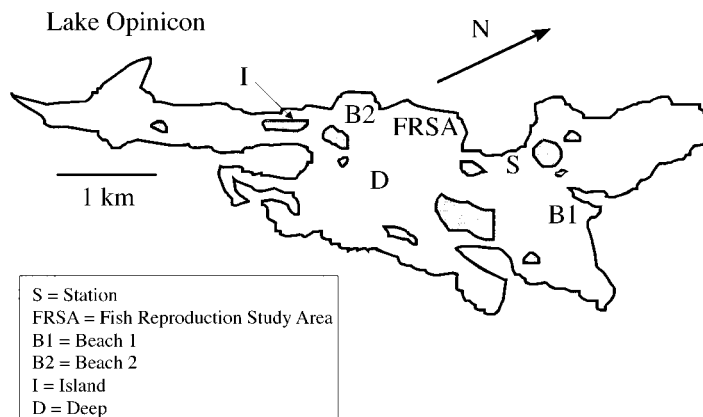 Lake Opinicon
N
I
B2
FRSA
S
D
1 km
B1
S = Station
FRSA = Fish Reproduction Study Area
B1 = Beach 1
B2 = Beach 2
I = Island
D = Deep